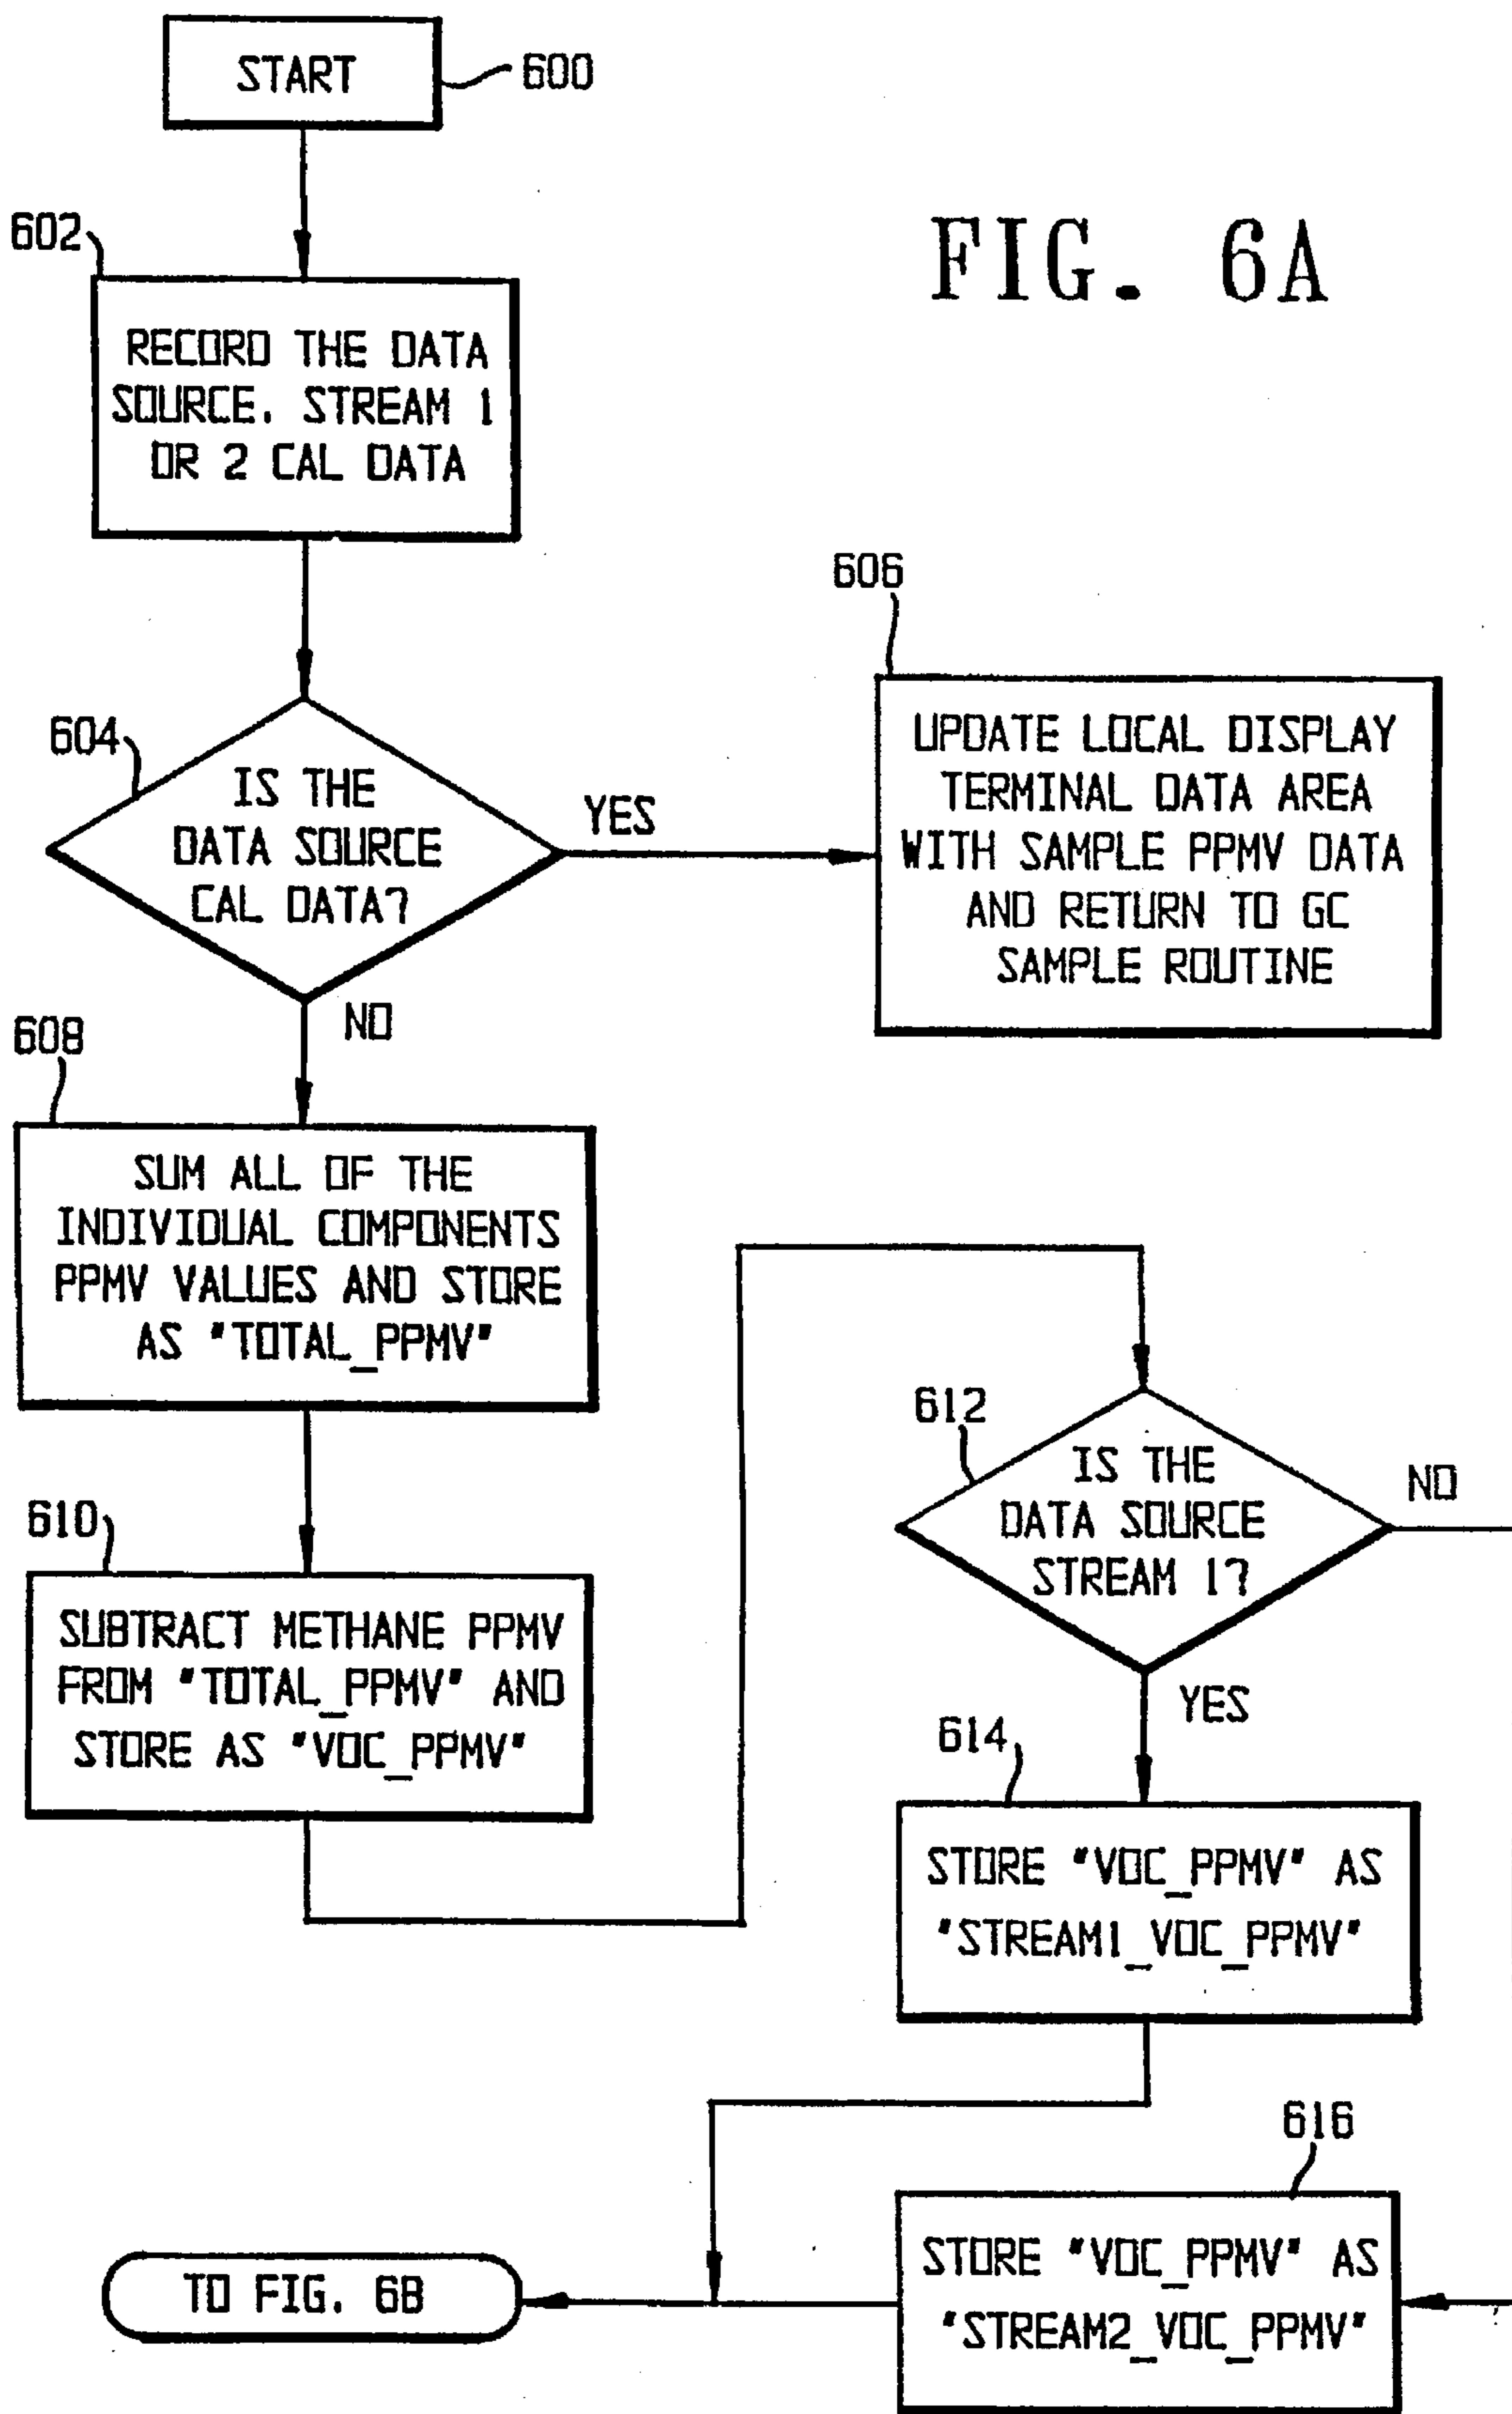 START
600
FIG. 6A
602
RECORD THE DATA
SOURCE. STREAM 1
OR 2 CAL DATA
604
IS THE
DATA SOURCE
CAL DATA?
YES
NO
606
UPDATE LOCAL DISPLAY
TERMINAL DATA AREA
WITH SAMPLE PPMV DATA
AND RETURN TO GC
SAMPLE ROUTINE
608
SUM ALL OF THE
INDIVIDUAL COMPONENTS
PPMV VALUES AND STORE
AS "TOTAL_PPMV"
610
SUBTRACT METHANE PPMV
FROM "TOTAL_PPMV" AND
STORE AS "VOC_PPMV"
612
IS THE
DATA SOURCE
STREAM 1?
NO
YES
614
STORE "VOC_PPMV" AS
"STREAM1_VOC_PPMV"
616
STORE "VOC_PPMV" AS
"STREAM2_VOC_PPMV"
TO FIG. 6B